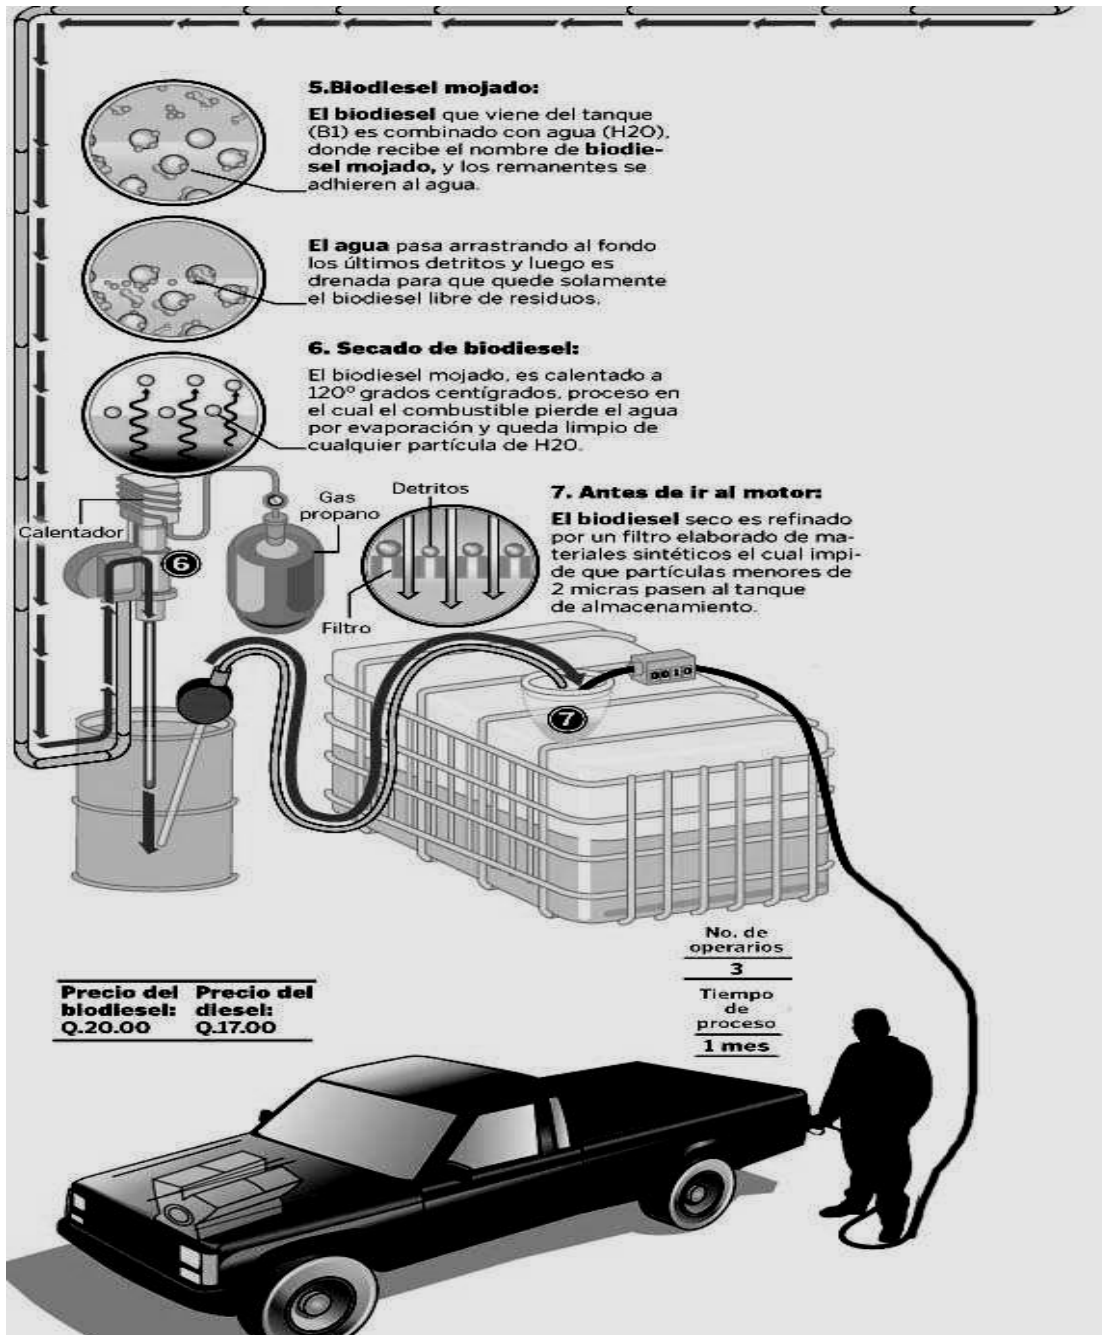 5.Biodiesel mojado:
El biodiesel que viene del tanque
(B1) es combinado con agua (H2O),
donde recibe el nombre de biodie-
sel mojado, y los remanentes se
adhieren al agua.
El agua pasa arrastrando al fondo
los últimos detritos y luego es
drenada para que quede solamente
el biodiesel libre de residuos.
6. Secado de biodiesel:
El biodiesel mojado, es calentado a
120º grados centígrados, proceso en
el cual el combustible pierde el agua
por evaporación y queda limpio de
cualquier partícula de H2O.
Calentador
6
Gas
propano
Detritos
Filtro
7. Antes de ir al motor:
El biodiesel seco es refinado
por un filtro elaborado de ma-
teriales sintéticos el cual impi-
de que partículas menores de
2 micras pasen al tanque
de almacenamiento.
0010
7
No. de
operarios
3
Tiempo
de
proceso
1 mes
Precio del
biodiesel:
Q.20.00
Precio del
diesel:
Q.17.00